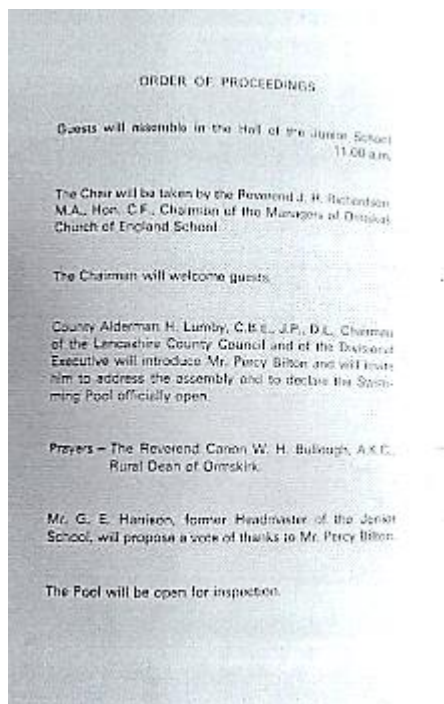 ORDER OF PROCEEDINGS
Guests will assemble in the Hall of the Junior School
11.00 a.m.
The Chair will be taken by the Reverend J. R. Richardson
M.A., Hon. C.F., Chairman of the Managers of Ormskirk
Church of England School.
The Chairman will welcome guests.
County Alderman H. Lumby, C.B.E., J.P., D.L., Chairman
of the Lancashire County Council and of the Divisional
Executive will introduce Mr. Percy Bilton and will invite
him to address the assembly and to declare the Swim-
ming Pool officially open.
Prayers – The Reverend Canon W. H. Bullough, A.K.C.,
Rural Dean of Ormskirk.
Mr. G. E. Harrison, former Headmaster of the Junior
School, will propose a vote of thanks to Mr. Percy Bilton.
The Pool will be open for inspection.